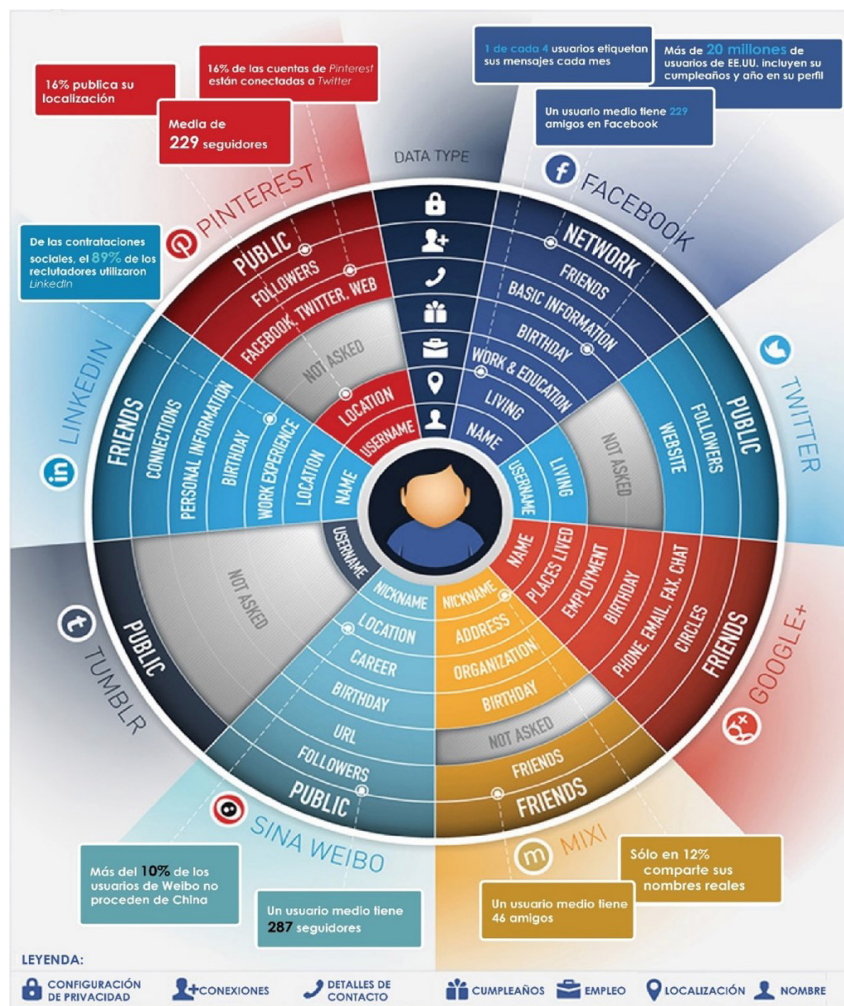 16% publica su
localización
16% de las cuentas de Pinterest
están conectadas a Twitter
Media de
229 seguidores
1 de cada 4 usuarios etiquetan
sus mensajes cada mes
Más de 20 millones de
usuarios de EE.UU. incluyen su
cumpleaños y año en su perfil
Un usuario medio tiene 229
amigos en Facebook
De las contrataciones
sociales, el 89% de los
reclutadores utilizaron
LinkedIn
DATA TYPE
PINTEREST
PUBLIC
FOLLOWERS
FACEBOOK, TWITTER, WEB
NOT ASKED
LOCATION
USERNAME
FACEBOOK
NETWORK
FRIENDS
BASIC INFORMATION
BIRTHDAY
WORK & EDUCATION
LIVING
NAME
TWITTER
PUBLIC
FOLLOWERS
WEBSITE
NOT ASKED
LIVING
USERNAME
GOOGLE+
FRIENDS
CIRCLES
PHONE, EMAIL, FAX, CHAT
BIRTHDAY
EMPLOYMENT
PLACES LIVED
NAME
MIXI
FRIENDS
FRIENDS
NOT ASKED
BIRTHDAY
ORGANIZATION
ADDRESS
NICKNAME
SINA WEIBO
PUBLIC
FOLLOWERS
URL
BIRTHDAY
CAREER
LOCATION
NICKNAME
TUMBLR
PUBLIC
NOT ASKED
USERNAME
LINKEDIN
FRIENDS
CONNECTIONS
PERSONAL INFORMATION
BIRTHDAY
WORK EXPERIENCE
LOCATION
NAME
Más del 10% de los
usuarios de Weibo no
proceden de China
Un usuario medio tiene
287 seguidores
Un usuario medio tiene
46 amigos
Sólo en 12%
comparte sus
nombres reales
LEYENDA:
CONFIGURACIÓN
DE PRIVACIDAD
CONEXIONES
DETALLES DE
CONTACTO
CUMPLEAÑOS
EMPLEO
LOCALIZACIÓN
NOMBRE